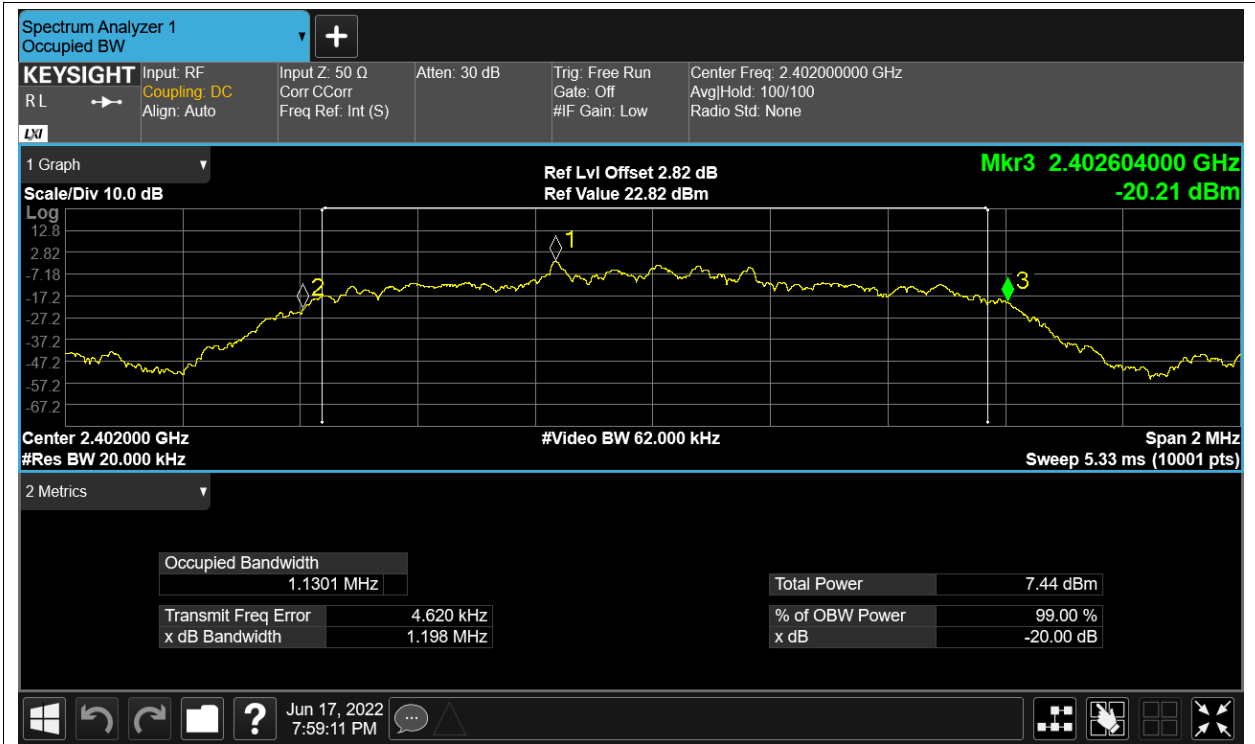 Spectrum Analyzer 1
Occupied BW
KEYSIGHT
R L
LXI
Input: RF
Coupling: DC
Align: Auto
Input Z: 50 Ω
Corr CCorr
Freq Ref: Int (S)
Atten: 30 dB
Trig: Free Run
Gate: Off
#IF Gain: Low
Center Freq: 2.402000000 GHz
Avg|Hold: 100/100
Radio Std: None
1 Graph
Scale/Div 10.0 dB
Ref Lvl Offset 2.82 dB
Ref Value 22.82 dBm
Mkr3 2.402604000 GHz
-20.21 dBm
Log
12.8
2.82
-7.18
-17.2
-27.2
-37.2
-47.2
-57.2
-67.2
1
2
3
Center 2.402000 GHz
#Res BW 20.000 kHz
#Video BW 62.000 kHz
Span 2 MHz
Sweep 5.33 ms (10001 pts)
2 Metrics
Occupied Bandwidth
1.1301 MHz
Transmit Freq Error 4.620 kHz
x dB Bandwidth 1.198 MHz
Total Power 7.44 dBm
% of OBW Power 99.00 %
x dB -20.00 dB
?
Jun 17, 2022
7:59:11 PM